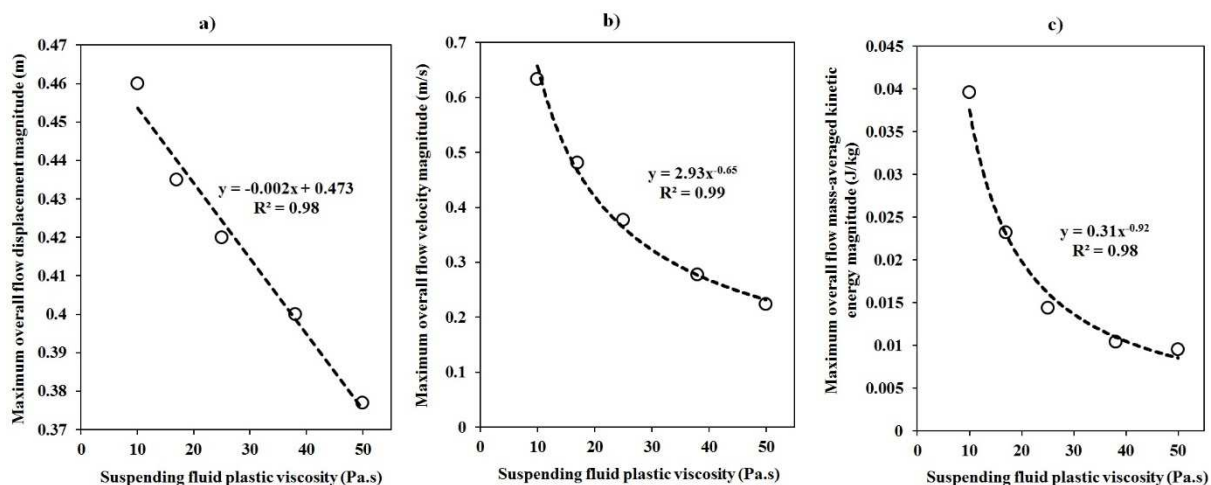 a)
Maximum overall flow displacement magnitude (m)
0.47
0.46
0.45
0.44
0.43
0.42
0.41
0.4
0.39
0.38
0.37
y = -0.002x + 0.473
R² = 0.98
0 10 20 30 40 50
Suspending fluid plastic viscosity (Pa.s)
b)
Maximum overall flow velocity magnitude (m/s)
0.7
0.6
0.5
0.4
0.3
0.2
0.1
0
y = 2.93x^-0.65
R² = 0.99
0 10 20 30 40 50
Suspending fluid plastic viscosity (Pa.s)
c)
Maximum overall flow mass-averaged kinetic
energy magnitude (J/kg)
0.045
0.04
0.035
0.03
0.025
0.02
0.015
0.01
0.005
0
y = 0.31x^-0.92
R² = 0.98
0 10 20 30 40 50
Suspending fluid plastic viscosity (Pa.s)